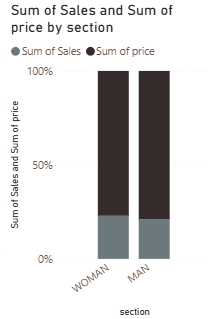 Sum of Sales and Sum of
price by section
Sum of Sales Sum of price
100%
50%
0%
Sum of Sales and Sum of price
WOMAN
MAN
section